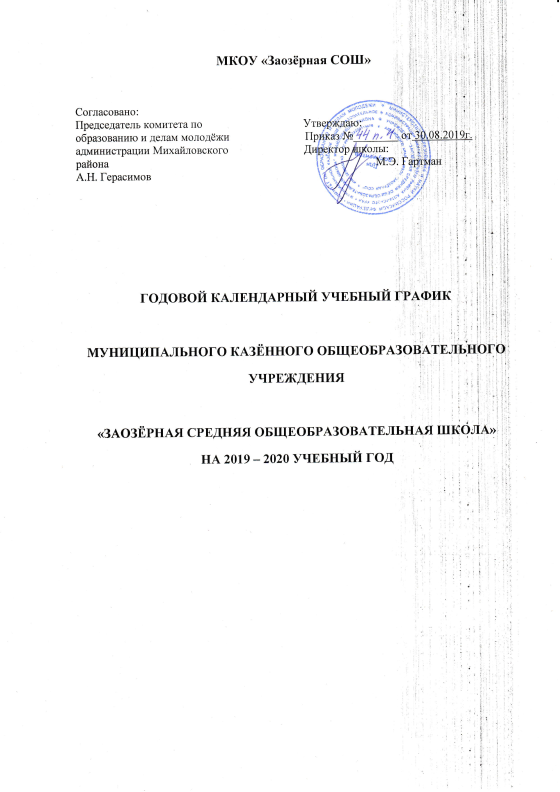 МКОУ «Заозёрная СОШ»
Согласовано:
Председатель комитета по
образованию и делам молодёжи
администрации Михайловского
района
А.Н. Герасимов
Утверждаю:
Приказ № от 30.08.2019г.
Директор школы:
М.Э. Гартман
ГОДОВОЙ КАЛЕНДАРНЫЙ УЧЕБНЫЙ ГРАФИК
МУНИЦИПАЛЬНОГО КАЗЁННОГО ОБЩЕОБРАЗОВАТЕЛЬНОГО
УЧРЕЖДЕНИЯ
«ЗАОЗЁРНАЯ СРЕДНЯЯ ОБЩЕОБРАЗОВАТЕЛЬНАЯ ШКОЛА»
НА 2019 – 2020 УЧЕБНЫЙ ГОД